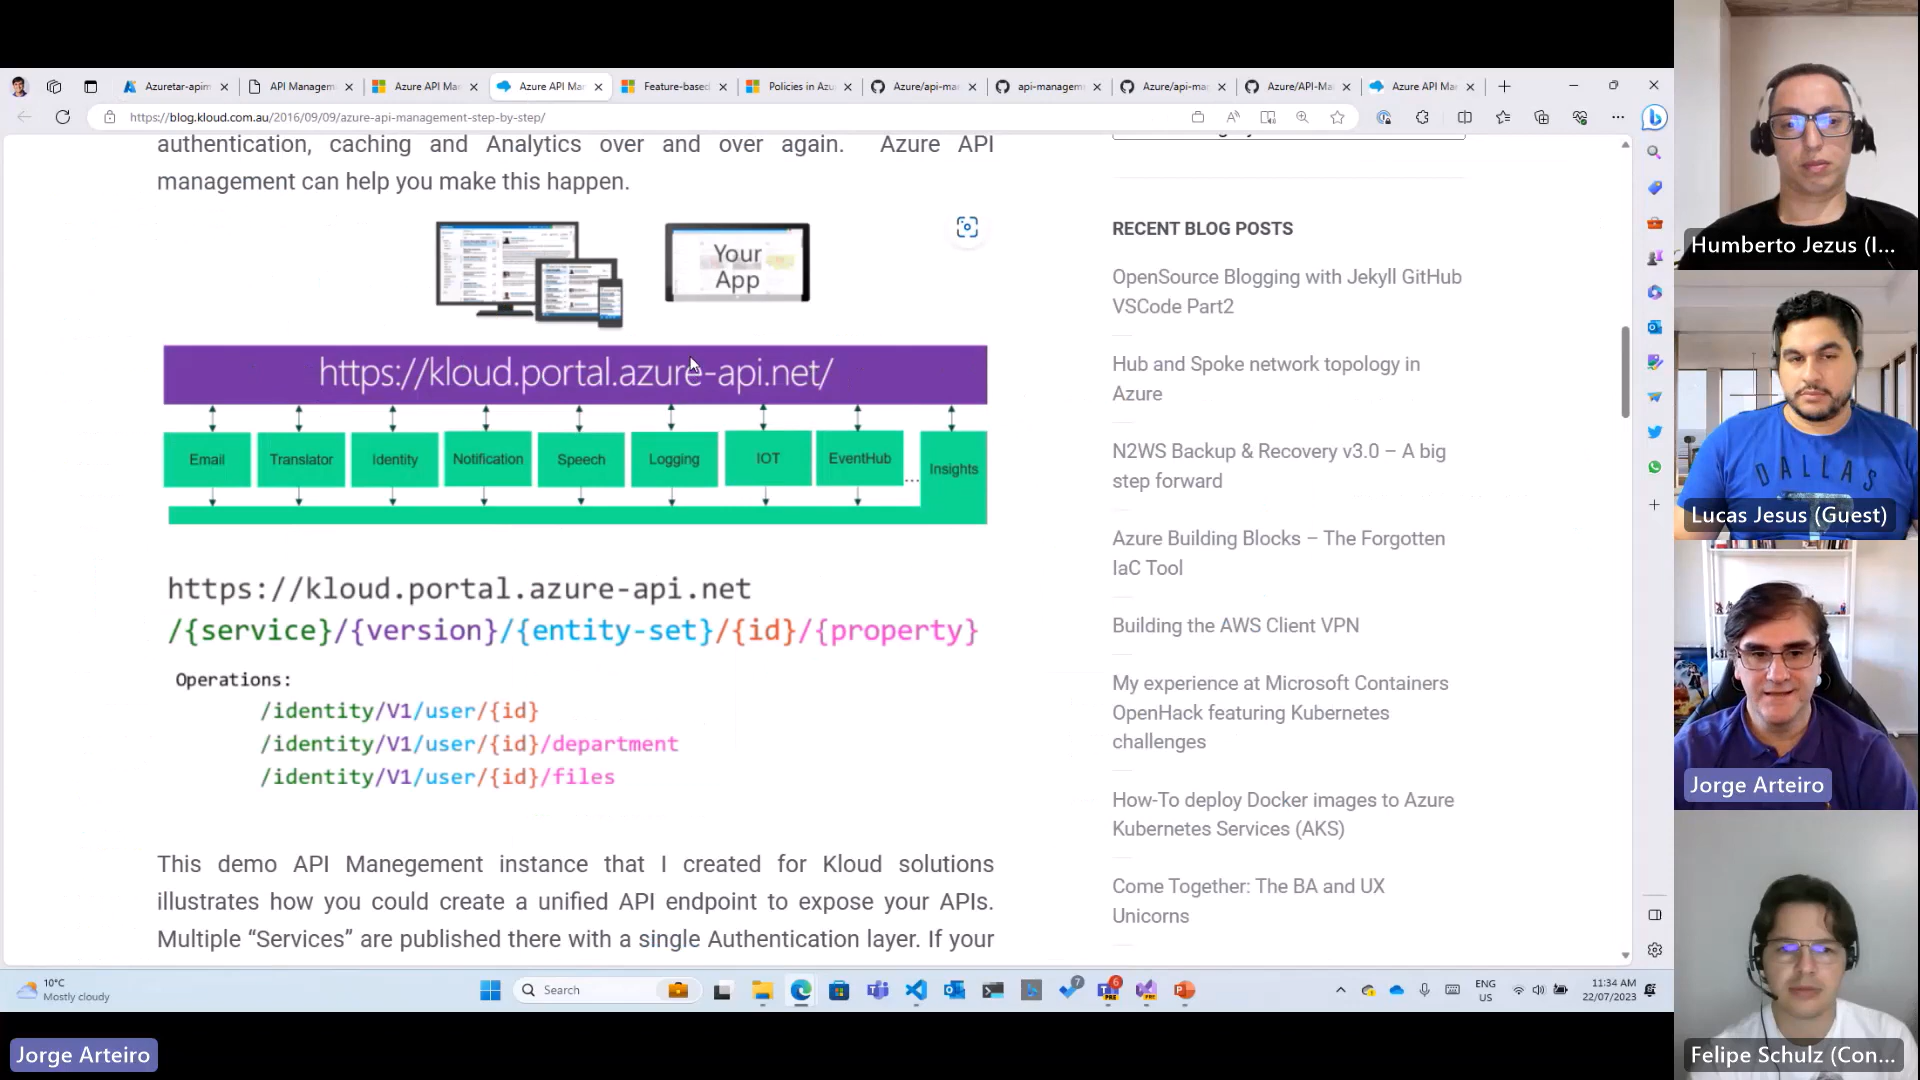 Azuretar-apim
API Managem
Azure API Ma
Azure API Ma
Feature-based
Policies in Azu
Azure/api-ma
api-managem
Azure/api-ma
Azure/API-Ma
Azure API Ma
https://blog.kloud.com.au/2016/09/09/azure-api-management-step-by-step/
authentication, caching and Analytics over and over again. Azure API
management can help you make this happen.
Your
App
https://kloud.portal.azure-api.net/
Email
Translator
Identity
Notification
Speech
Logging
IOT
EventHub
...
Insights
https://kloud.portal.azure-api.net
/{service}/{version}/{entity-set}/{id}/{property}
Operations:
/identity/V1/user/{id}
/identity/V1/user/{id}/department
/identity/V1/user/{id}/files
This demo API Manegement instance that I created for Kloud solutions
illustrates how you could create a unified API endpoint to expose your APIs.
Multiple “Services” are published there with a single Authentication layer. If your
RECENT BLOG POSTS
OpenSource Blogging with Jekyll GitHub
VSCode Part2
Hub and Spoke network topology in
Azure
N2WS Backup & Recovery v3.0 – A big
step forward
Azure Building Blocks – The Forgotten
IaC Tool
Building the AWS Client VPN
My experience at Microsoft Containers
OpenHack featuring Kubernetes
challenges
How-To deploy Docker images to Azure
Kubernetes Services (AKS)
Come Together: The BA and UX
Unicorns
10°C
Mostly cloudy
Search
7
6
PRE
PRE
ENG
US
11:34 AM
22/07/2023
Humberto Jezus (I...
DALLAS
Lucas Jesus (Guest)
Jorge Arteiro
Felipe Schulz (Con...
Jorge Arteiro